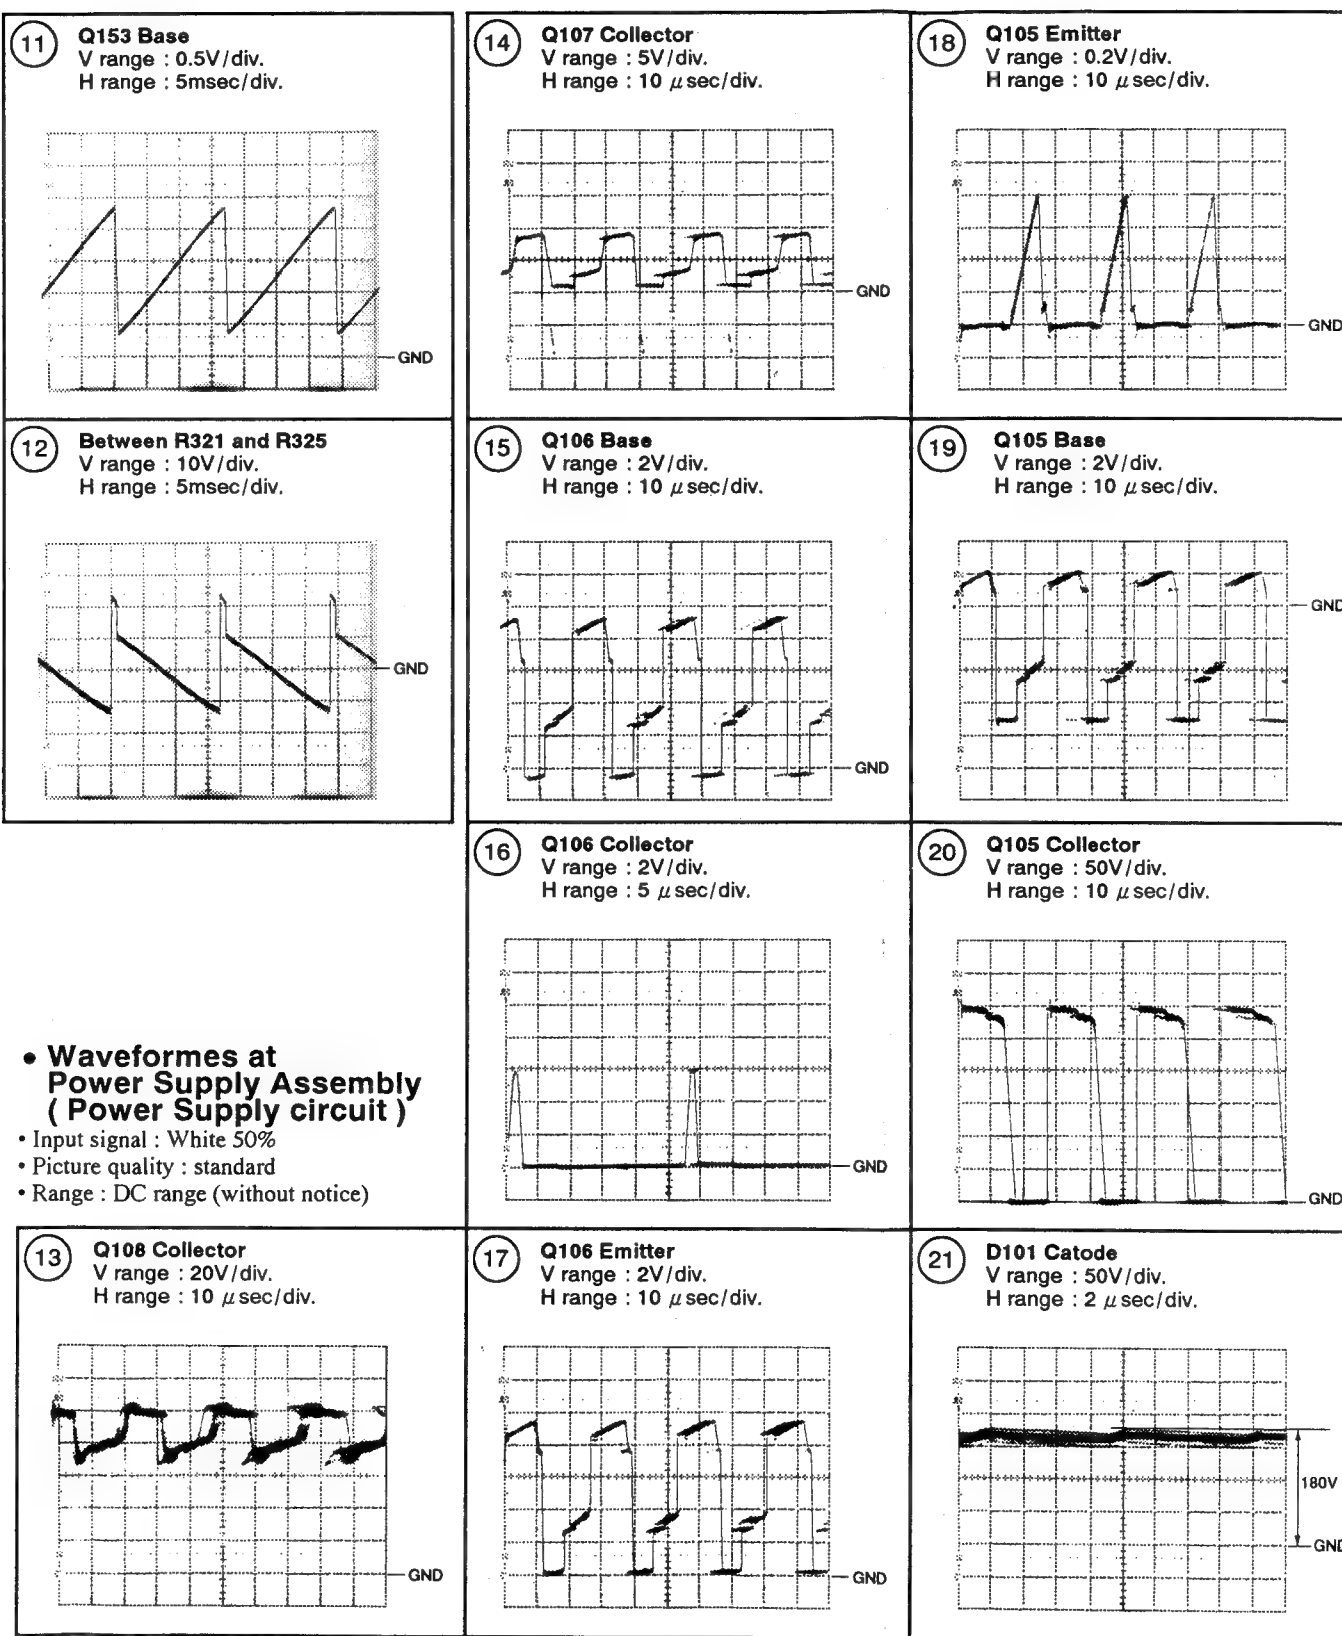 11
Q153 Base
V range : 0.5V/div.
H range : 5msec/div.
GND
12
Between R321 and R325
V range : 10V/div.
H range : 5msec/div.
GND
• Waveformes at
Power Supply Assembly
( Power Supply circuit )
• Input signal : White 50%
• Picture quality : standard
• Range : DC range (without notice)
13
Q108 Collector
V range : 20V/div.
H range : 10 μsec/div.
GND
14
Q107 Collector
V range : 5V/div.
H range : 10 μsec/div.
GND
15
Q106 Base
V range : 2V/div.
H range : 10 μsec/div.
GND
16
Q106 Collector
V range : 2V/div.
H range : 5 μsec/div.
GND
17
Q106 Emitter
V range : 2V/div.
H range : 10 μsec/div.
GND
18
Q105 Emitter
V range : 0.2V/div.
H range : 10 μsec/div.
GND
19
Q105 Base
V range : 2V/div.
H range : 10 μsec/div.
GND
20
Q105 Collector
V range : 50V/div.
H range : 10 μsec/div.
GND
21
D101 Catode
V range : 50V/div.
H range : 2 μsec/div.
180V
GND